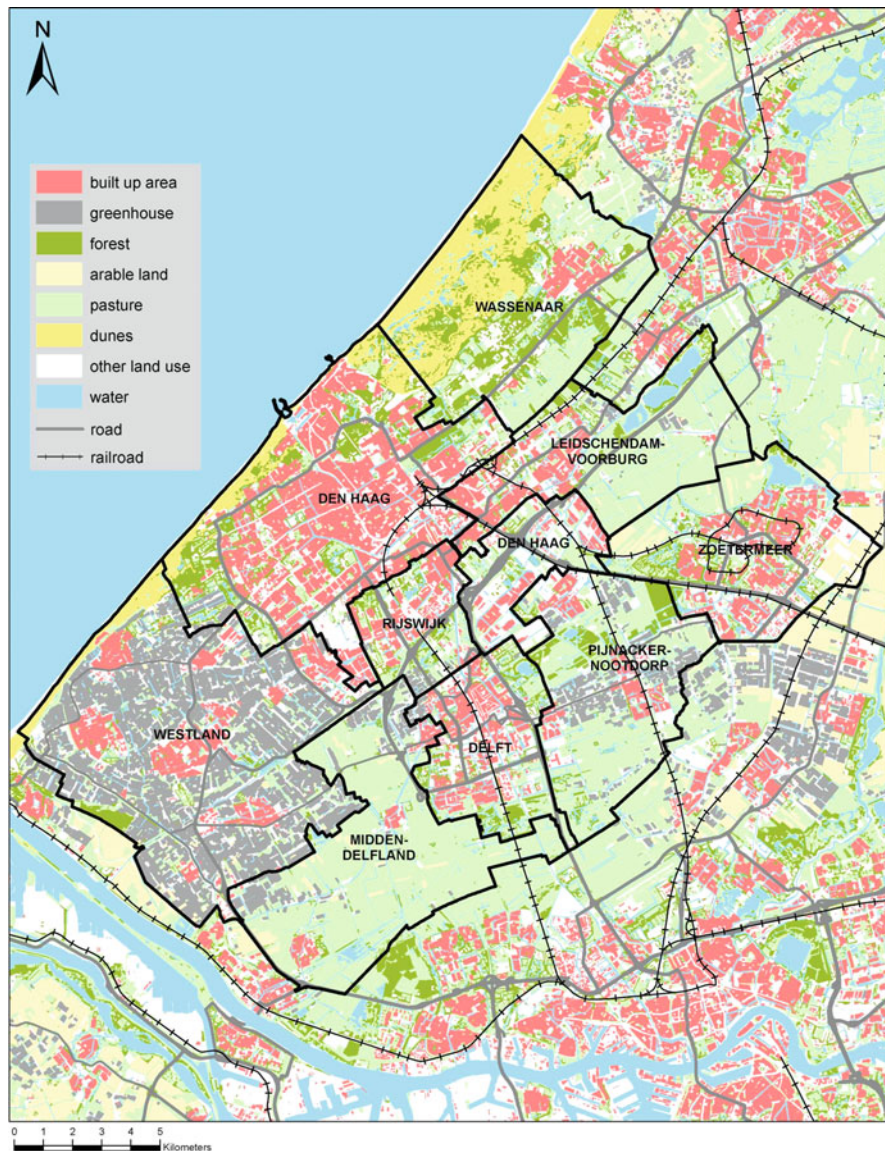 N
built up area
greenhouse
forest
arable land
pasture
dunes
other land use
water
road
railroad
WASSENAAR
LEIDSCHENDAM-
VOORBURG
DEN HAAG
DEN HAAG
ZOETERMEER
RIJSWIJK
PIJNACKER-
NOOTDORP
WESTLAND
DELFT
MIDDEN-
DELFLAND
0 1 2 3 4 5
Kilometers